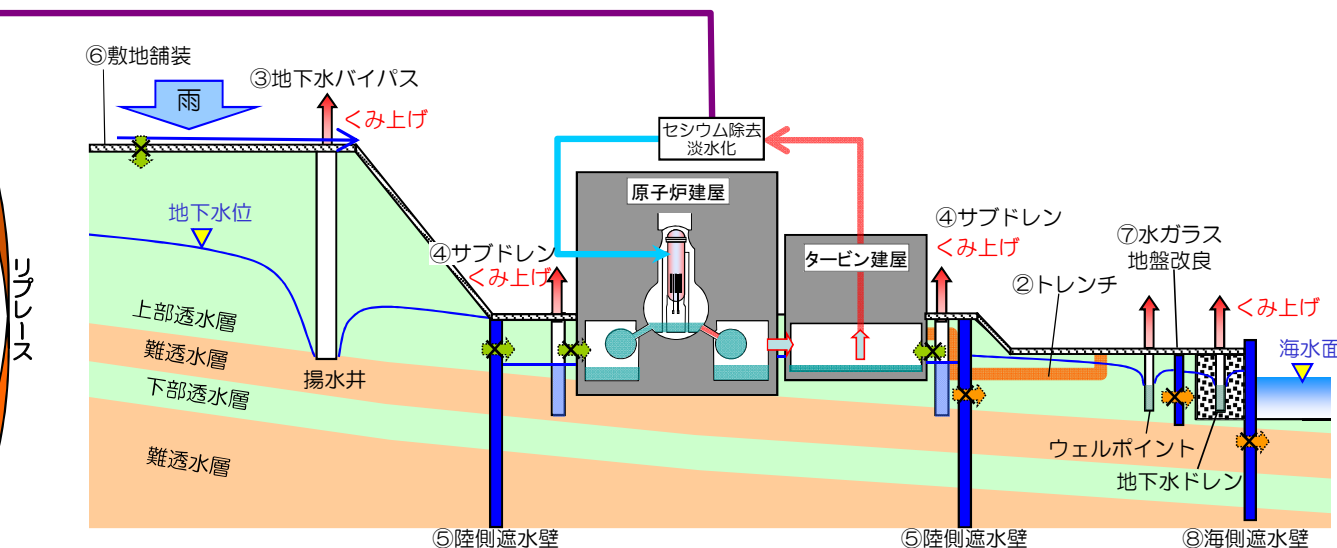 ⑥敷地舗装
雨
③地下水バイパス
くみ上げ
セシウム除去
淡水化
原子炉建屋
地下水位
④サブドレン
くみ上げ
タービン建屋
④サブドレン
くみ上げ
⑦水ガラス
地盤改良
②トレンチ
くみ上げ
海水面
リプレース
上部透水層
難透水層
揚水井
下部透水層
難透水層
ウェルポイント
地下水ドレン
⑤陸側遮水壁
⑤陸側遮水壁
⑧海側遮水壁